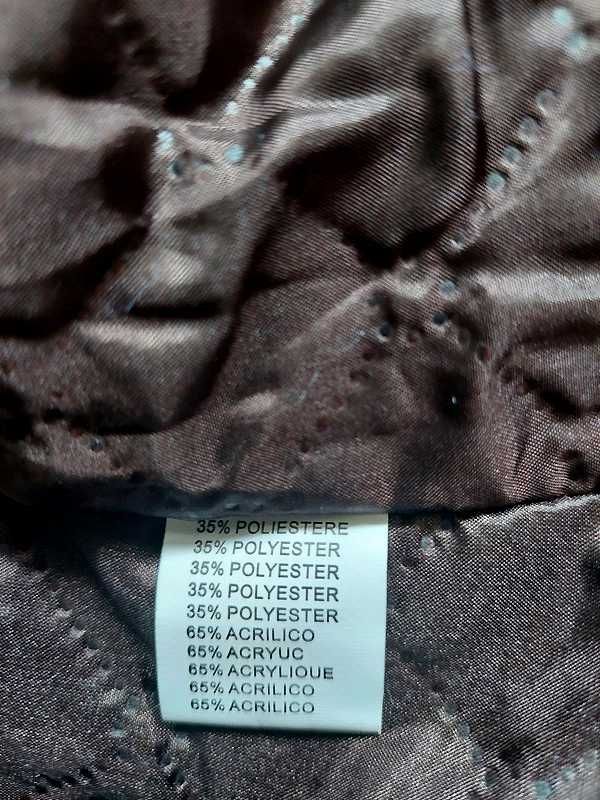 35% POLIESTERE
35% POLYESTER
35% POLYESTER
35% POLYESTER
35% POLYESTER
65% ACRILICO
65% ACRYUC
65% ACRYLIOUE
65% ACRILICO
65% ACRILICO